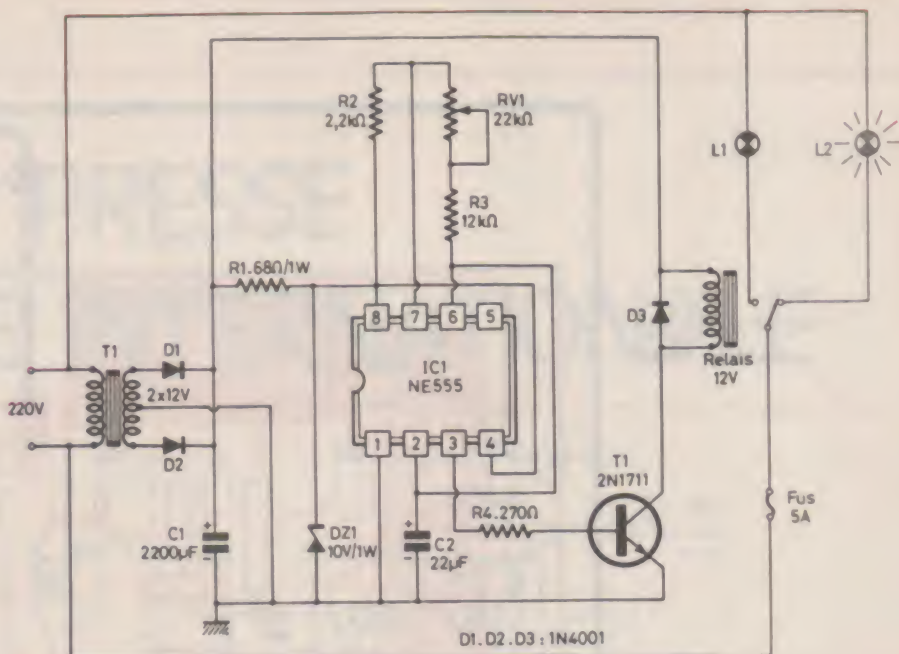 R2
2,2kΩ
RV1
22kΩ
L1
L2
R3
12kΩ
R1.68Ω/1W
8
7
6
5
D3
T1
D1
IC1
NE555
Relais
12V
220V
2x12V
D2
1
2
3
4
T1
2N1711
Fus
5A
+
C1
2200µF
-
DZ1
10V/1W
+
C2
22µF
-
R4.270Ω
D1.D2.D3 : 1N4001